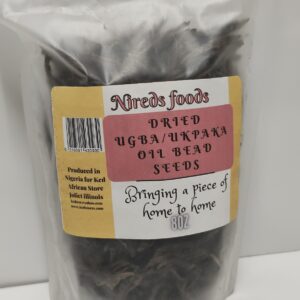 Nireds foods
DRIED
UGBA/UKPAKA
OIL BEAD
SEEDS
Produced in
Nigeria for Ked
African Store
Joliet illinois
Bringing a piece of
home to home
8OZ